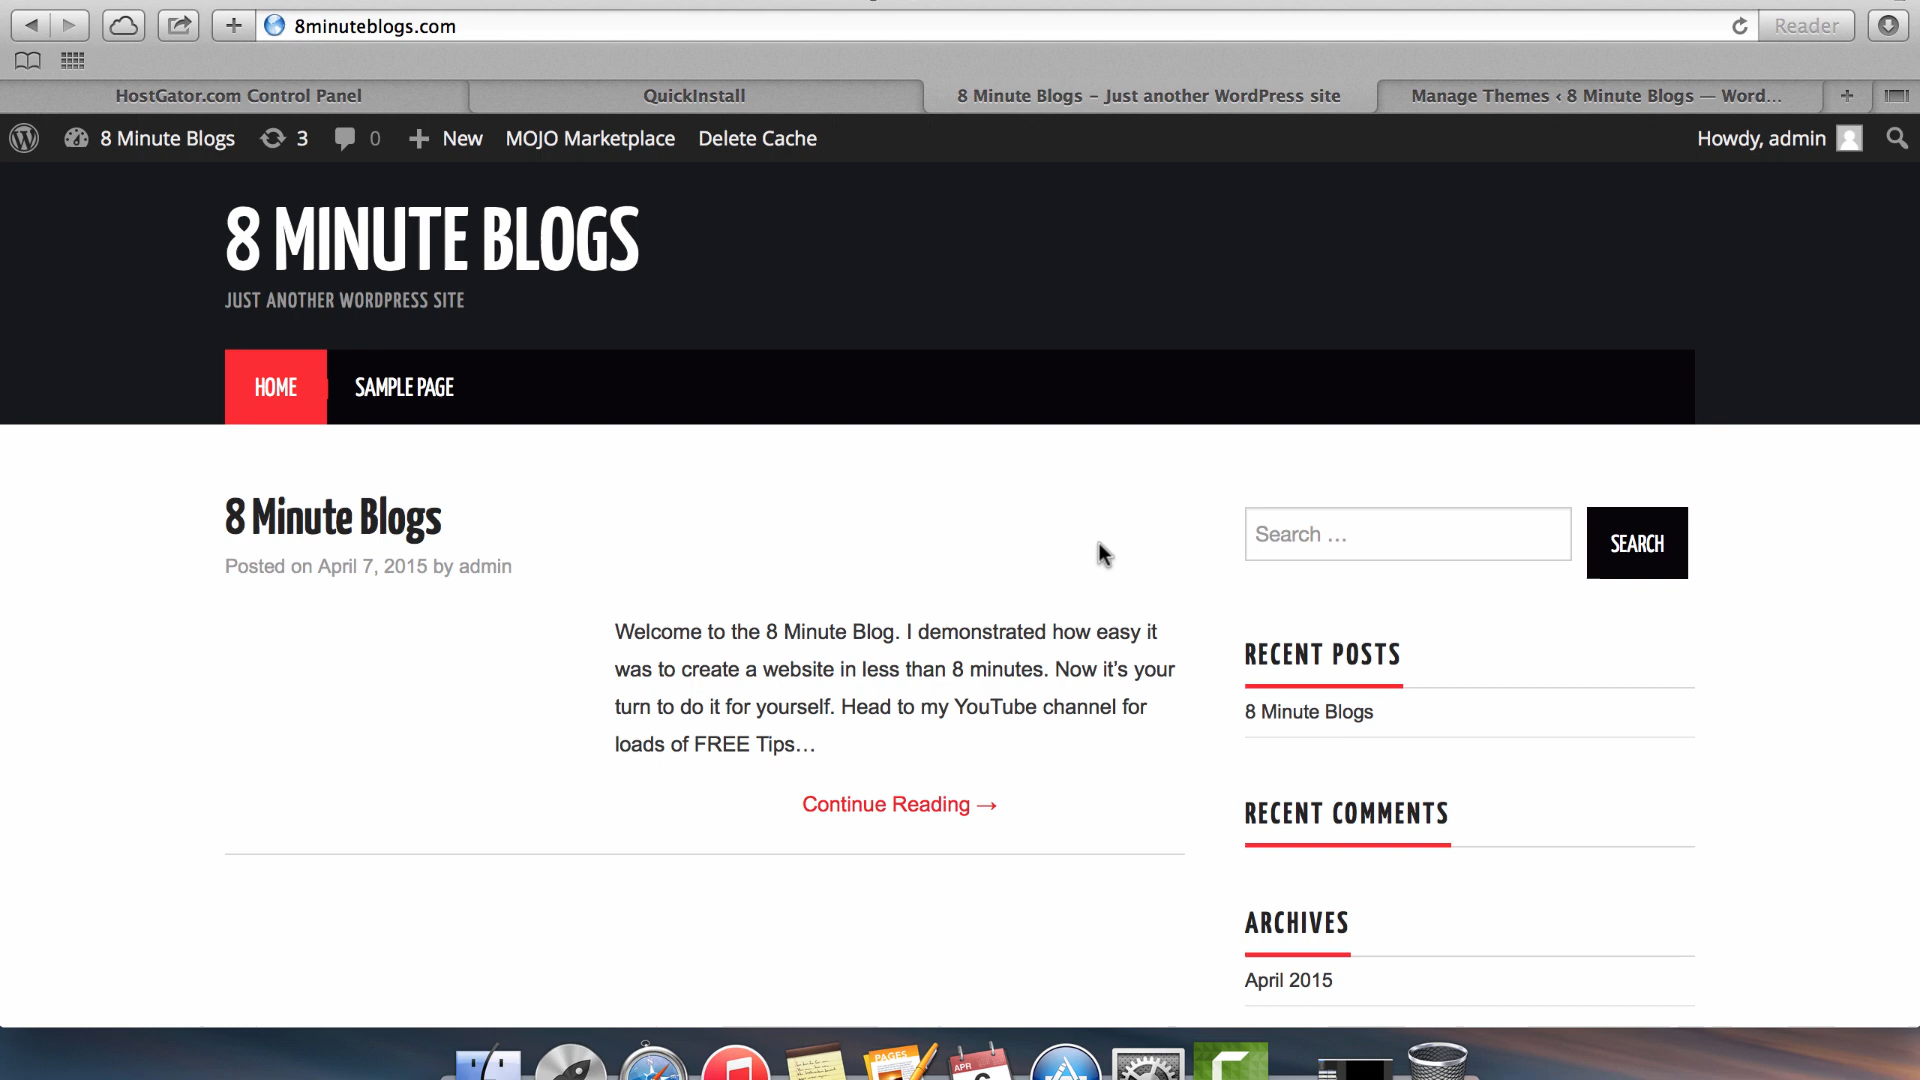 8minuteblogs.com
Reader
HostGator.com Control Panel
QuickInstall
8 Minute Blogs – Just another WordPress site
Manage Themes ‹ 8 Minute Blogs — Word...
8 Minute Blogs
3
0
New
MOJO Marketplace
Delete Cache
Howdy, admin
8 MINUTE BLOGS
JUST ANOTHER WORDPRESS SITE
HOME
SAMPLE PAGE
8 Minute Blogs
Posted on April 7, 2015 by admin
Welcome to the 8 Minute Blog. I demonstrated how easy it
was to create a website in less than 8 minutes. Now it's your
turn to do it for yourself. Head to my YouTube channel for
loads of FREE Tips…
Continue Reading →
Search …
SEARCH
RECENT POSTS
8 Minute Blogs
RECENT COMMENTS
ARCHIVES
April 2015
PAGES
APR